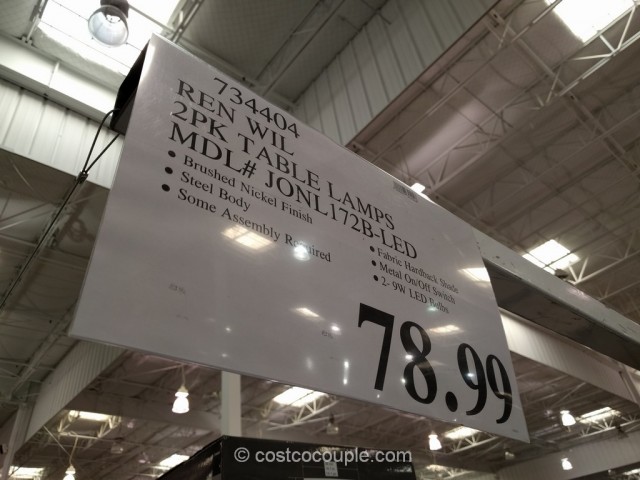 734404
REN WIL
2PK TABLE LAMPS
MDL# JONL172B-LED
• Brushed Nickel Finish
• Steel Body
• Some Assembly Required
• Fabric Hardback Shade
• Metal On/Off Switch
• 2- 9W LED Bulbs
78.99
© costcocouple.com